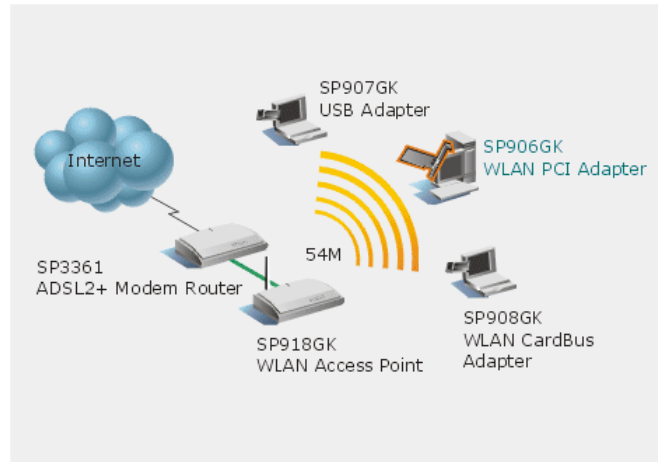 SP907GK
USB Adapter
Internet
SP906GK
WLAN PCI Adapter
54M
SP3361
ADSL2+ Modem Router
SP908GK
WLAN CardBus
Adapter
SP918GK
WLAN Access Point